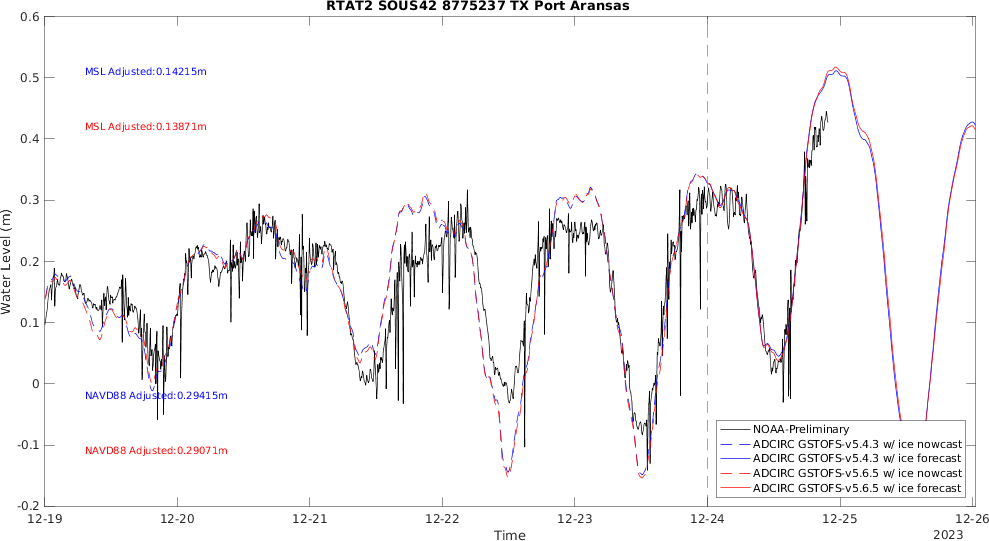 RTAT2 SOUS42 8775237 TX Port Aransas
0.6
0.5
0.4
0.3
0.2
0.1
0
-0.1
-0.2
Water Level (m)
MSL Adjusted:0.14215m
MSL Adjusted:0.13871m
NAVD88 Adjusted:0.29415m
NAVD88 Adjusted:0.29071m
NOAA-Preliminary
ADCIRC GSTOFS-v5.4.3 w/ ice nowcast
ADCIRC GSTOFS-v5.4.3 w/ ice forecast
ADCIRC GSTOFS-v5.6.5 w/ ice nowcast
ADCIRC GSTOFS-v5.6.5 w/ ice forecast
12-19 12-20 12-21 12-22 12-23 12-24 12-25 12-26
Time
2023